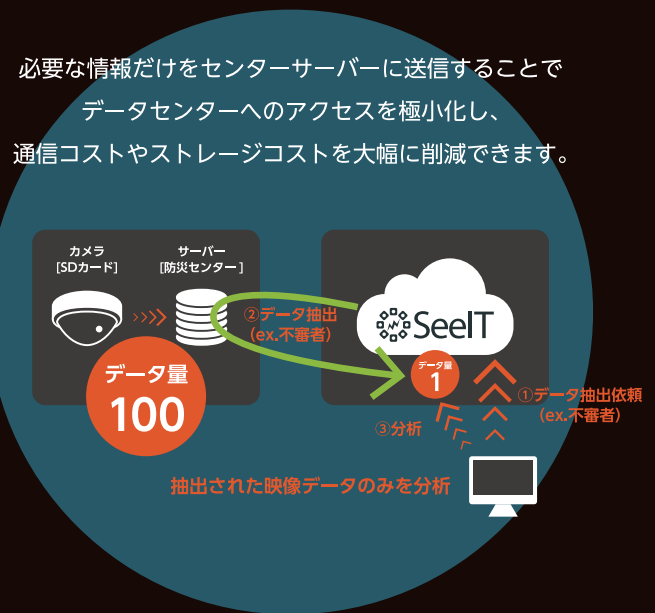 必要な情報だけをセンターサーバーに送信することで
データセンターへのアクセスを極小化し、
通信コストやストレージコストを大幅に削減できます。
カメラ
[SDカード]
サーバー
[防災センター]
②データ抽出
(ex.不審者)
SeeIT
データ量
100
データ量
1
①データ抽出依頼
(ex.不審者)
③分析
抽出された映像データのみを分析